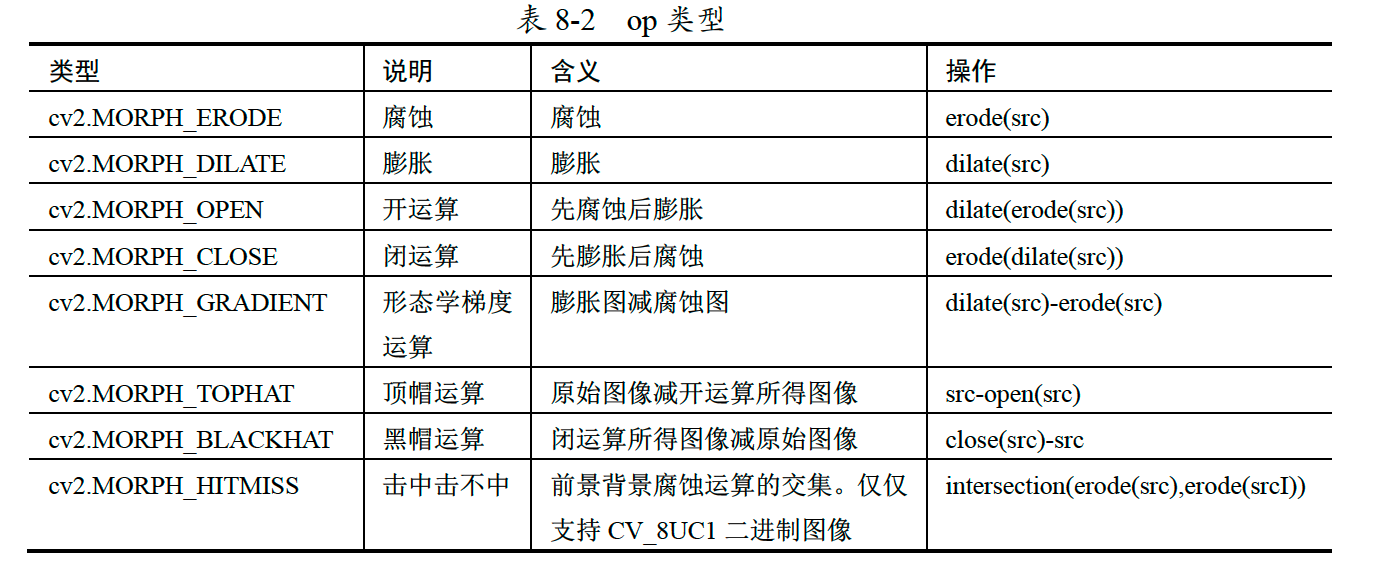 表 8-2 op 类型
类型 说明 含义 操作
cv2.MORPH_ERODE 腐蚀 腐蚀 erode(src)
cv2.MORPH_DILATE 膨胀 膨胀 dilate(src)
cv2.MORPH_OPEN 开运算 先腐蚀后膨胀 dilate(erode(src))
cv2.MORPH_CLOSE 闭运算 先膨胀后腐蚀 erode(dilate(src))
cv2.MORPH_GRADIENT 形态学梯度 膨胀图减腐蚀图 dilate(src)-erode(src)
运算
cv2.MORPH_TOPHAT 顶帽运算 原始图像减开运算所得图像 src-open(src)
cv2.MORPH_BLACKHAT 黑帽运算 闭运算所得图像减原始图像 close(src)-src
cv2.MORPH_HITMISS 击中击不中 前景背景腐蚀运算的交集。仅仅 intersection(erode(src),erode(srcI))
支持 CV_8UC1 二进制图像